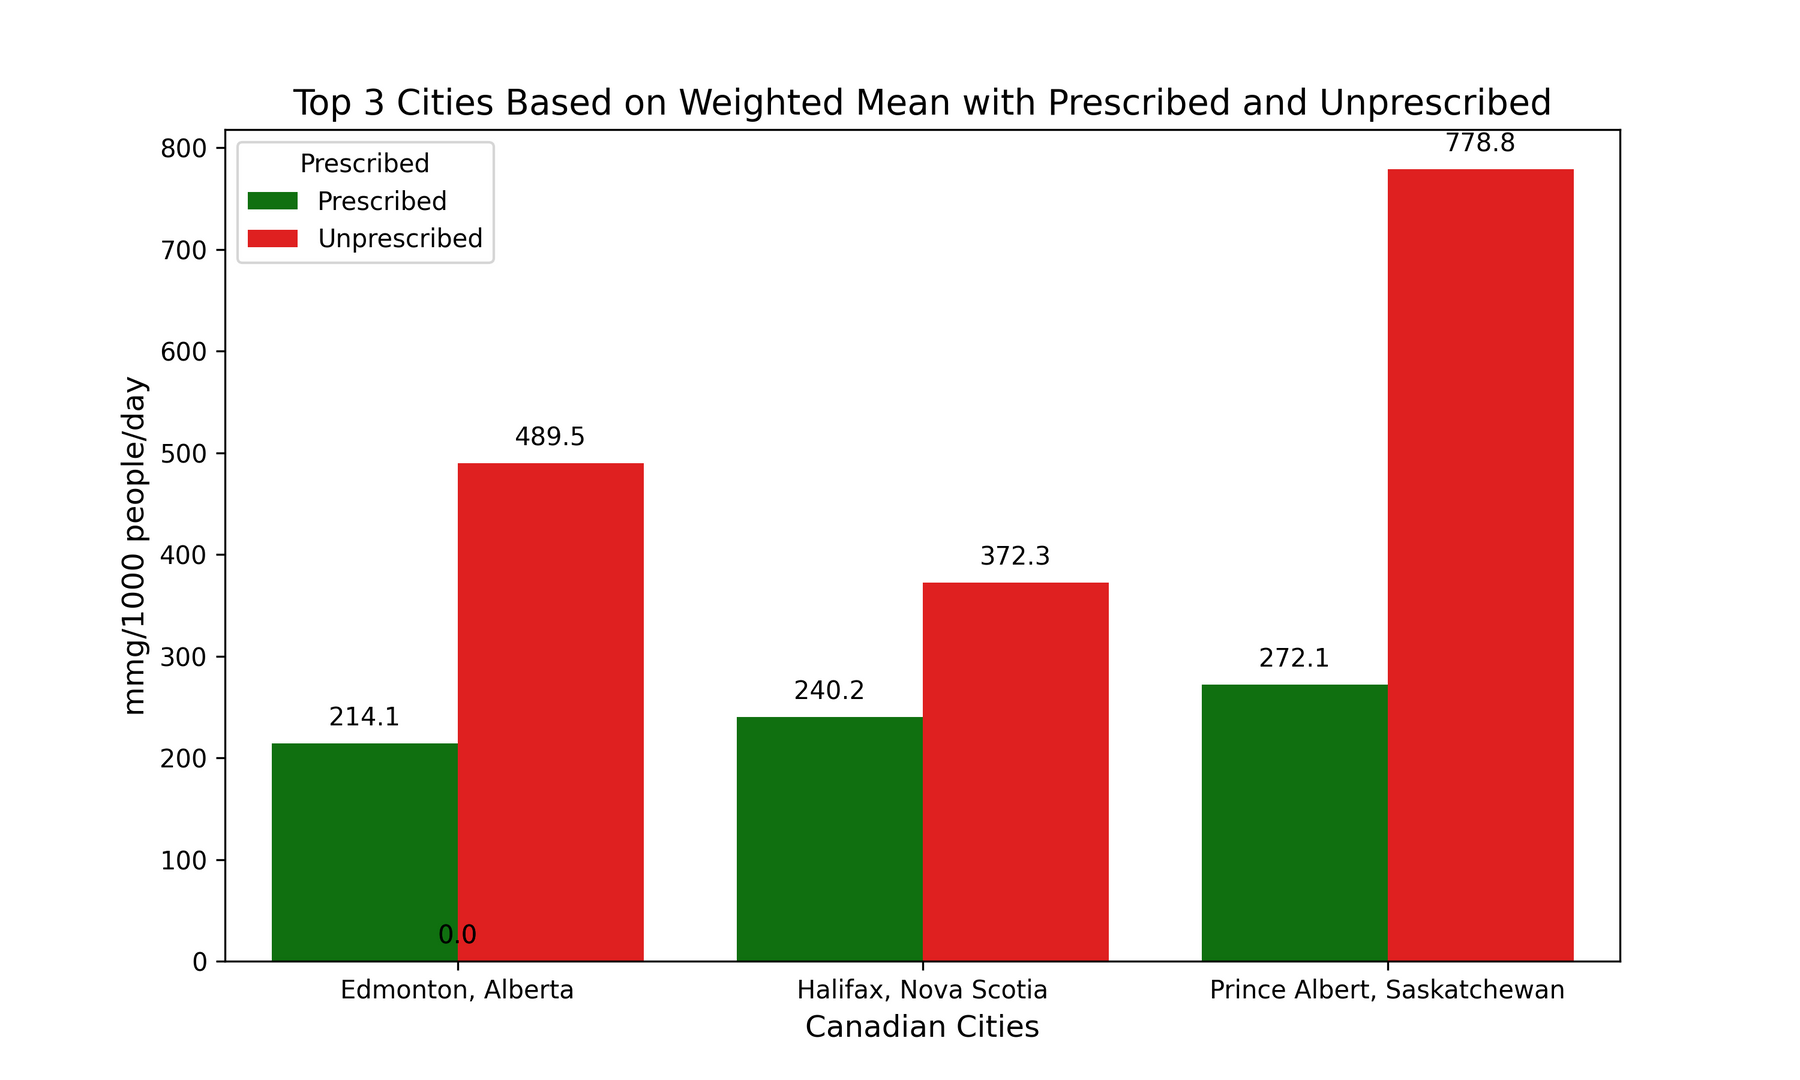 Top 3 Cities Based on Weighted Mean with Prescribed and Unprescribed
800
700
600
500
400
300
200
100
0
mmg/1000 people/day
Prescribed
Prescribed
Unprescribed
214.1
489.5
0.0
240.2
372.3
272.1
778.8
Edmonton, Alberta
Halifax, Nova Scotia
Prince Albert, Saskatchewan
Canadian Cities